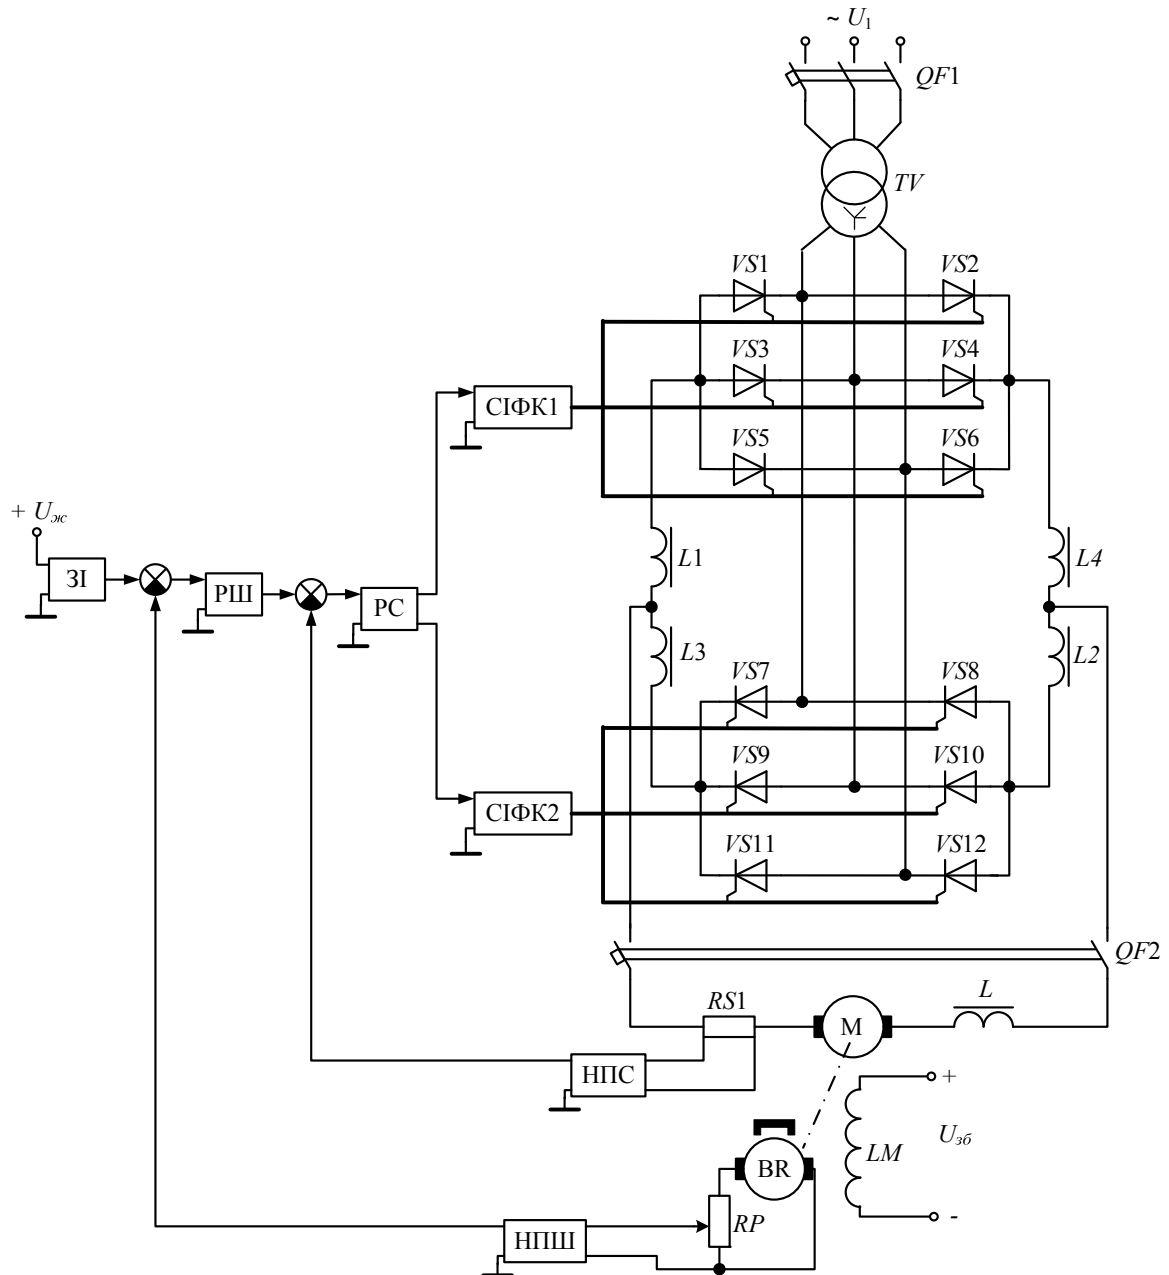 ~ U1
QF1
TV
VS1
VS2
VS3
VS4
СІФК1
VS5
VS6
+ Uж
ЗІ
РШ
РС
L1
L4
L3
L2
VS7
VS8
VS9
VS10
СІФК2
VS11
VS12
QF2
RS1
M
L
НПС
+
Uзб
LM
BR
RP
НПШ
-